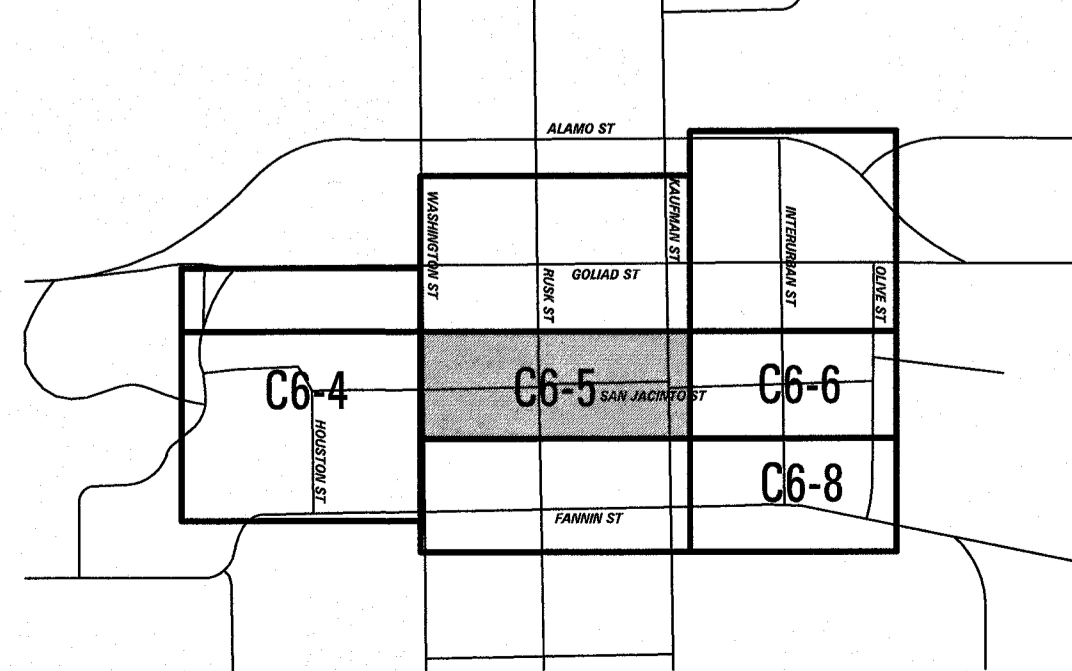 ALAMO ST
WASHINGTON ST
KAUFMAN ST
INTERURBAN ST
GOLIAD ST
RUSK ST
OLIVE ST
C6-4
C6-5
SAN JACINTO ST
C6-6
HOUSTON ST
C6-8
FANNIN ST